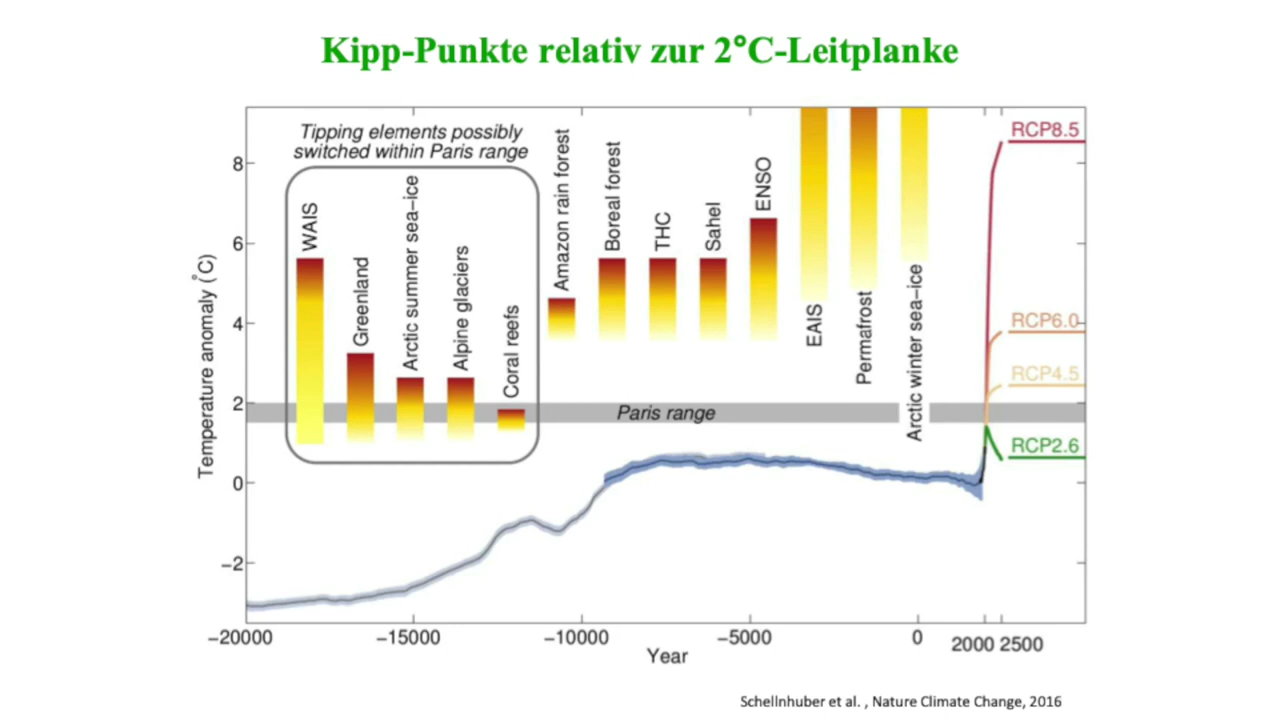 Kipp-Punkte relativ zur 2°C-Leitplanke
Tipping elements possibly
switched within Paris range
WAIS
Greenland
Arctic summer sea-ice
Alpine glaciers
Coral reefs
Amazon rain forest
Boreal forest
THC
Sahel
ENSO
EAIS
Permafrost
Arctic winter sea-ice
RCP8.5
RCP6.0
RCP4.5
RCP2.6
Paris range
Temperature anomaly (°C)
8
6
4
2
0
−2
−20000
−15000
−10000
−5000
0
2000 2500
Year
Schellnhuber et al. , Nature Climate Change, 2016